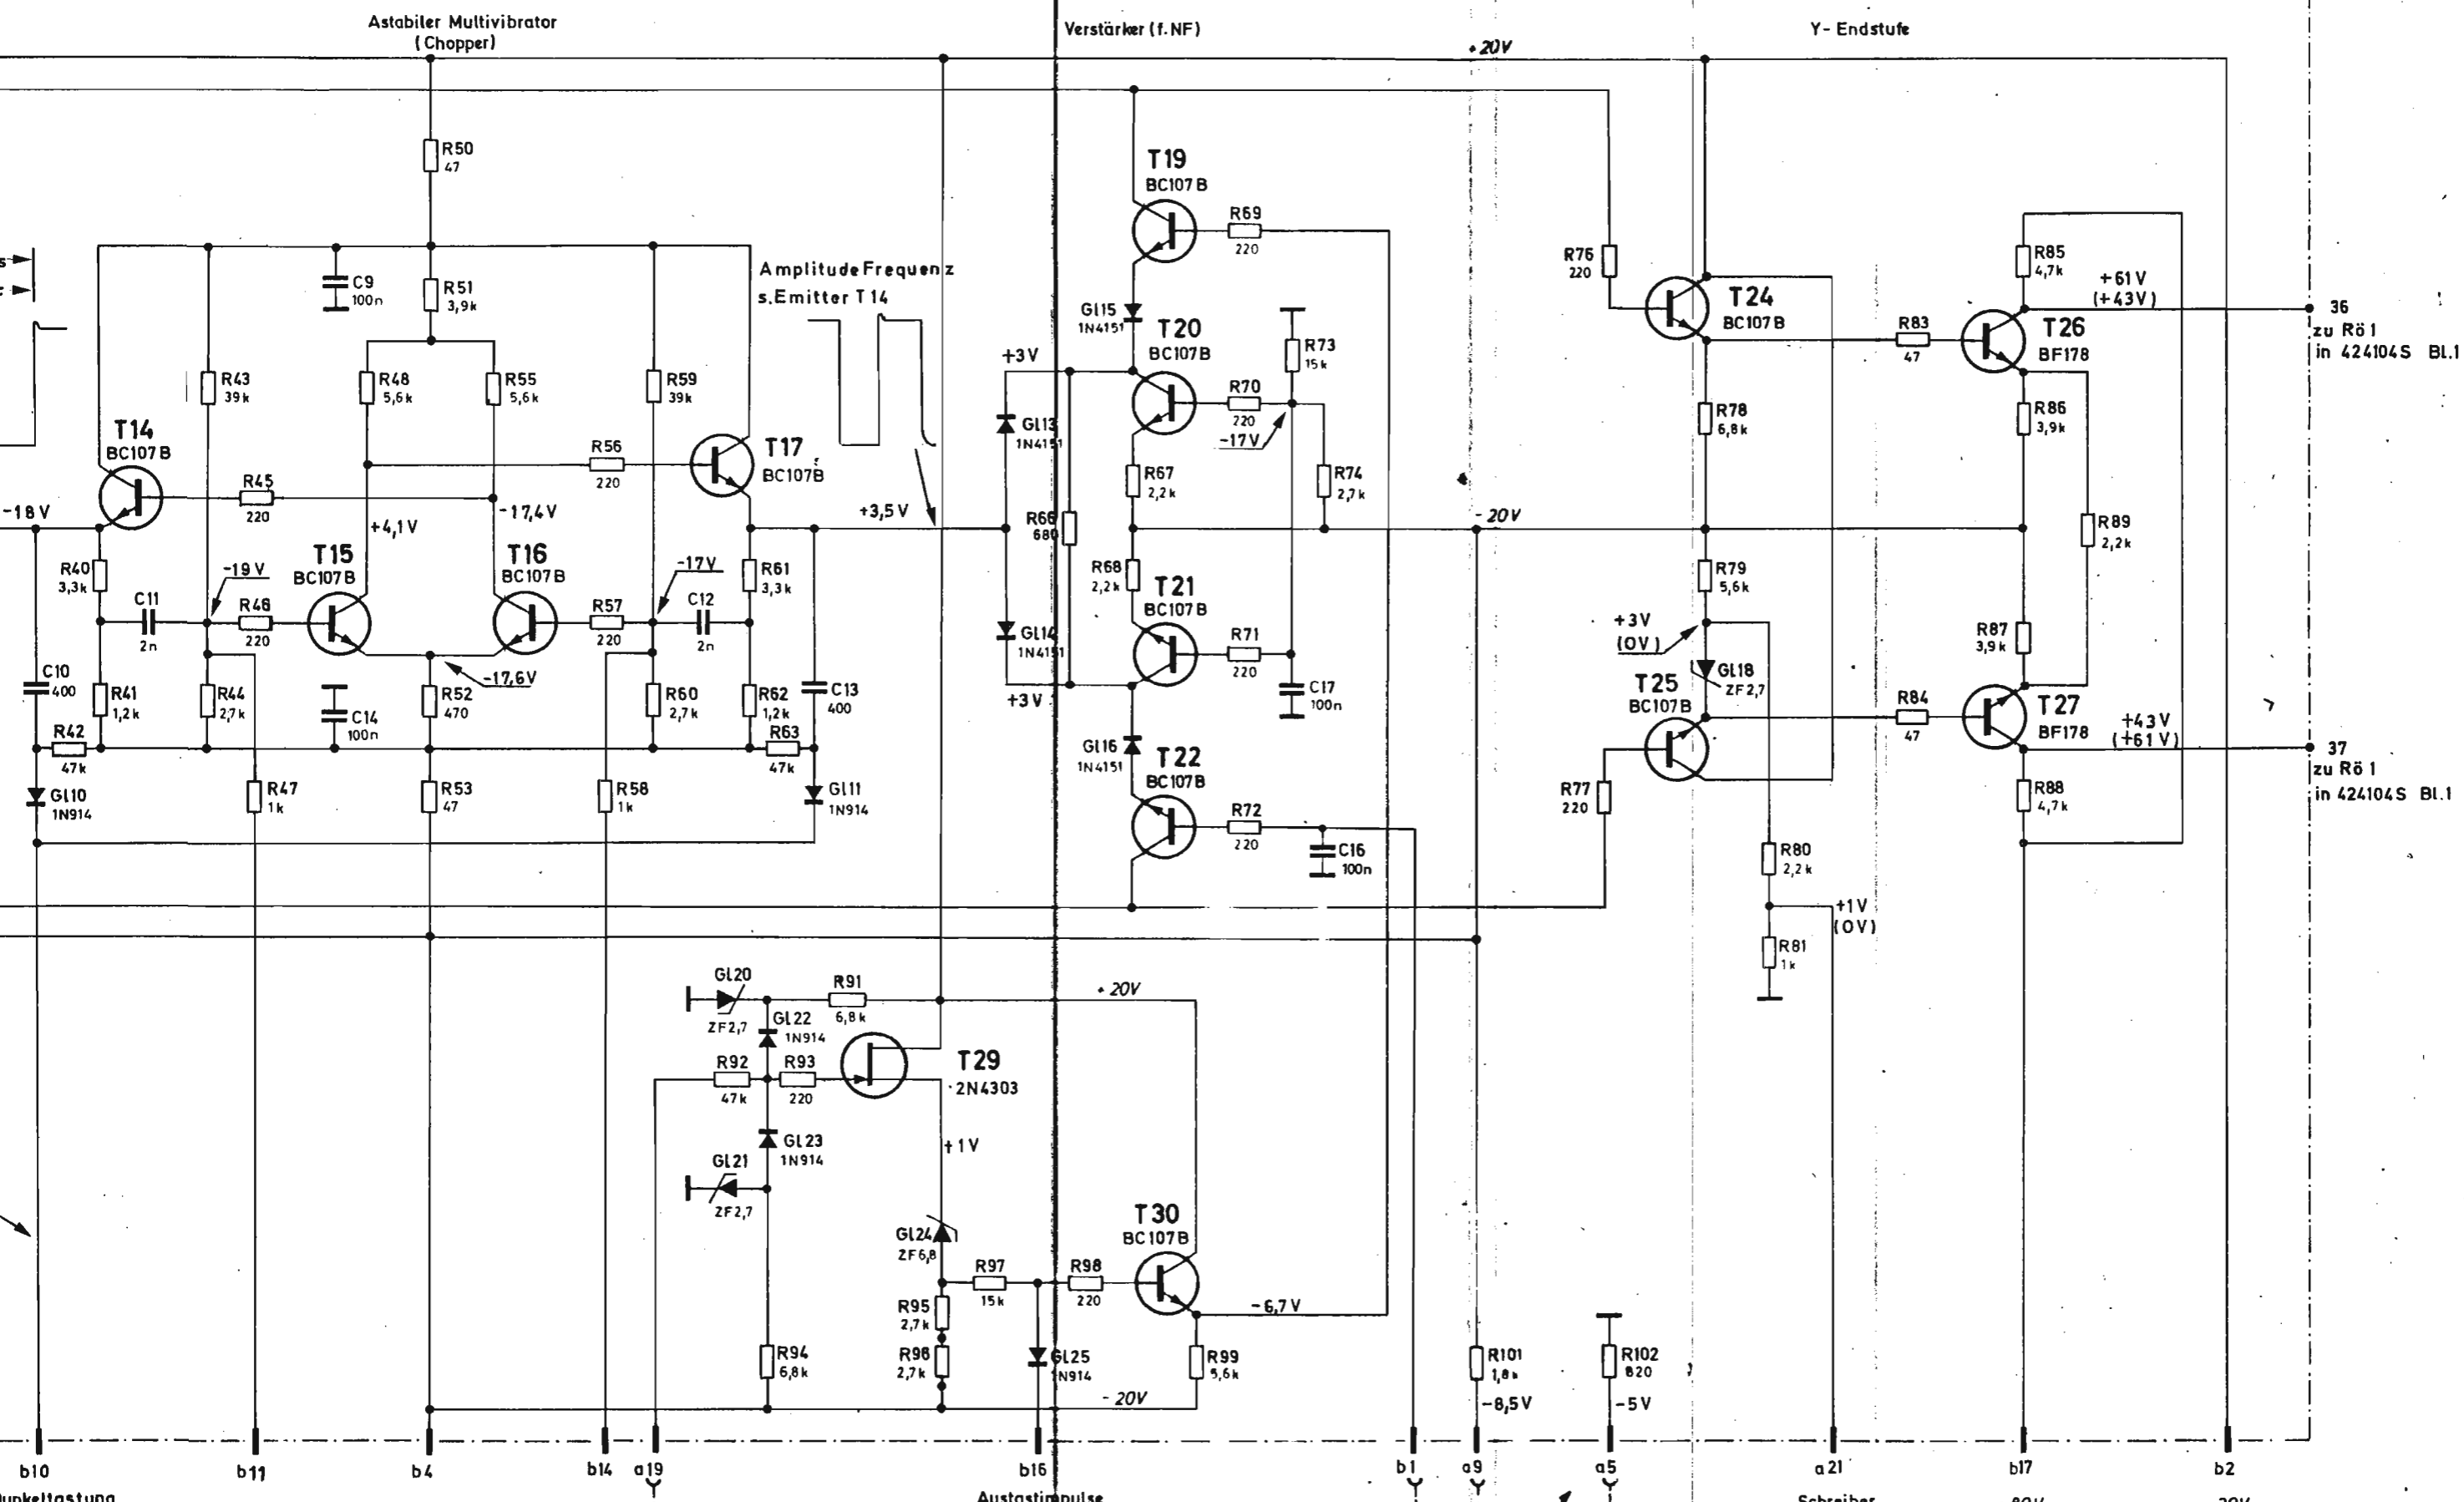 Astabiler Multivibrator
(Chopper)
Verstärker (f. NF)
Y- Endstufe
+20V
R50
47
T19
BC107B
R69
220
C9
100n
R51
3,9k
Amplitude Frequenz
s. Emitter T14
Gl15
1N4151
T20
BC107B
R73
15k
R76
220
T24
BC107B
R85
4,7k
+61V
(+43V)
36
zu Rö1
in 424104S Bl.1
T26
BF178
R83
47
R43
39k
R48
5,6k
R55
5,6k
R59
39k
+3V
R70
220
-17V
Gl13
1N4151
R78
6,8k
R86
3,9k
T14
BC107B
R56
220
T17
BC107B
R45
220
R67
2,2k
R74
2,7k
-18V
+4,1V
-17,4V
+3,5V
R66
680
-20V
R89
2,2k
R40
3,3k
-19V
T15
BC107B
T16
BC107B
-17V
R61
3,3k
R68
2,2k
R79
5,6k
C11
2n
R46
220
R57
220
C12
2n
Gl14
1N4151
T21
BC107B
R71
220
+3V
(0V)
R87
3,9k
C10
400
R41
1,2k
R44
2,7k
C14
100n
-17,6V
R52
470
R60
2,7k
R62
1,2k
C13
400
+3V
C17
100n
Gl18
ZF2,7
T25
BC107B
R84
47
T27
BF178
+43V
(+61V)
37
zu Rö1
in 424104S Bl.1
R42
47k
R63
47k
Gl16
1N4151
T22
BC107B
Gl10
1N914
R47
1k
R53
47
R58
1k
Gl11
1N914
R72
220
C16
100n
R77
220
R88
4,7k
R80
2,2k
+1V
(0V)
R81
1k
Gl20
ZF2,7
R91
6,8k
+20V
Gl22
1N914
R92
47k
R93
220
T29
2N4303
Gl23
1N914
+1V
Gl21
ZF2,7
Gl24
ZF6,8
T30
BC107B
R97
15k
R98
220
-6,7V
R95
2,7k
R96
2,7k
R94
6,8k
Gl25
1N914
R99
5,6k
R101
1,8k
-8,5V
R102
820
-5V
-20V
b10
b11
b4
b14
a19
b16
b1
a9
a5
a21
b17
b2
Austastimpulse
Schreiber